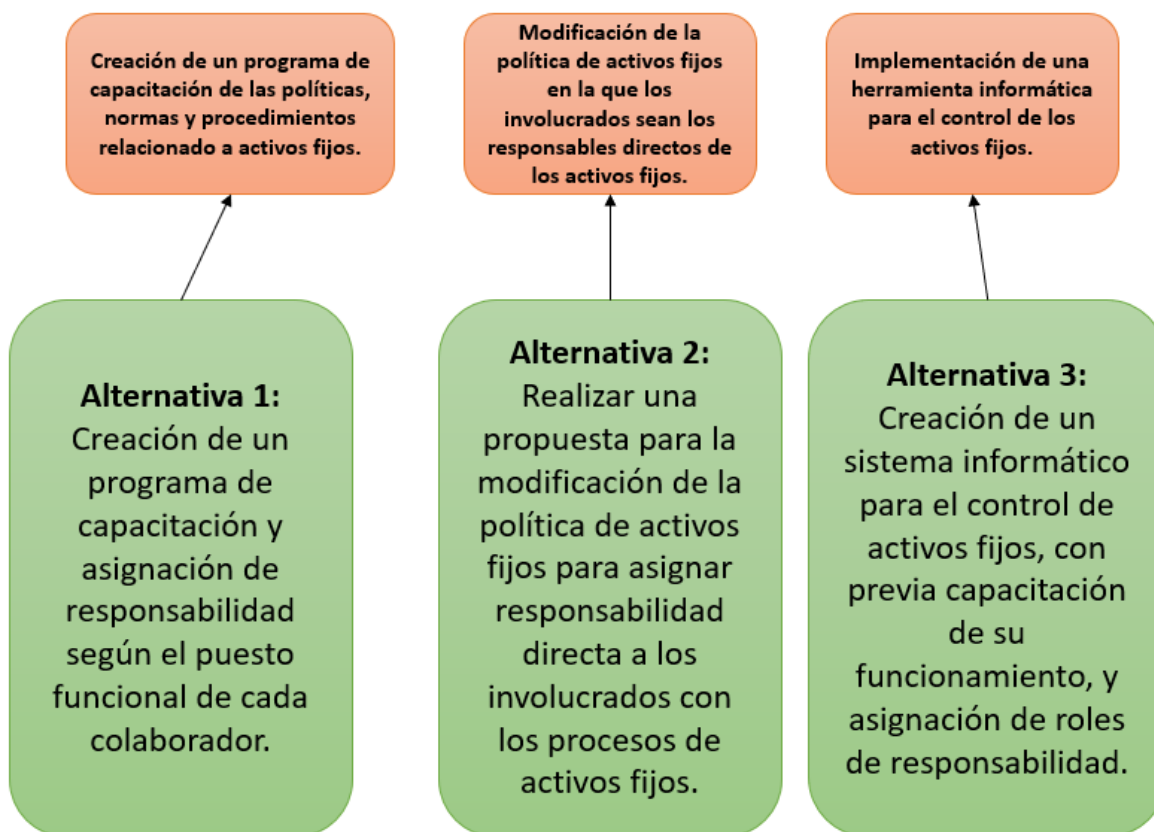 Creación de un programa de
capacitación de las políticas,
normas y procedimientos
relacionado a activos fijos.
Modificación de la
política de activos fijos
en la que los
involucrados sean los
responsables directos de
los activos fijos.
Implementación de una
herramienta informática
para el control de los
activos fijos.
Alternativa 1:
Creación de un
programa de
capacitación y
asignación de
responsabilidad
según el puesto
funcional de cada
colaborador.
Alternativa 2:
Realizar una
propuesta para la
modificación de la
política de activos
fijos para asignar
responsabilidad
directa a los
involucrados con
los procesos de
activos fijos.
Alternativa 3:
Creación de un
sistema informático
para el control de
activos fijos, con
previa capacitación
de su
funcionamiento, y
asignación de roles
de responsabilidad.